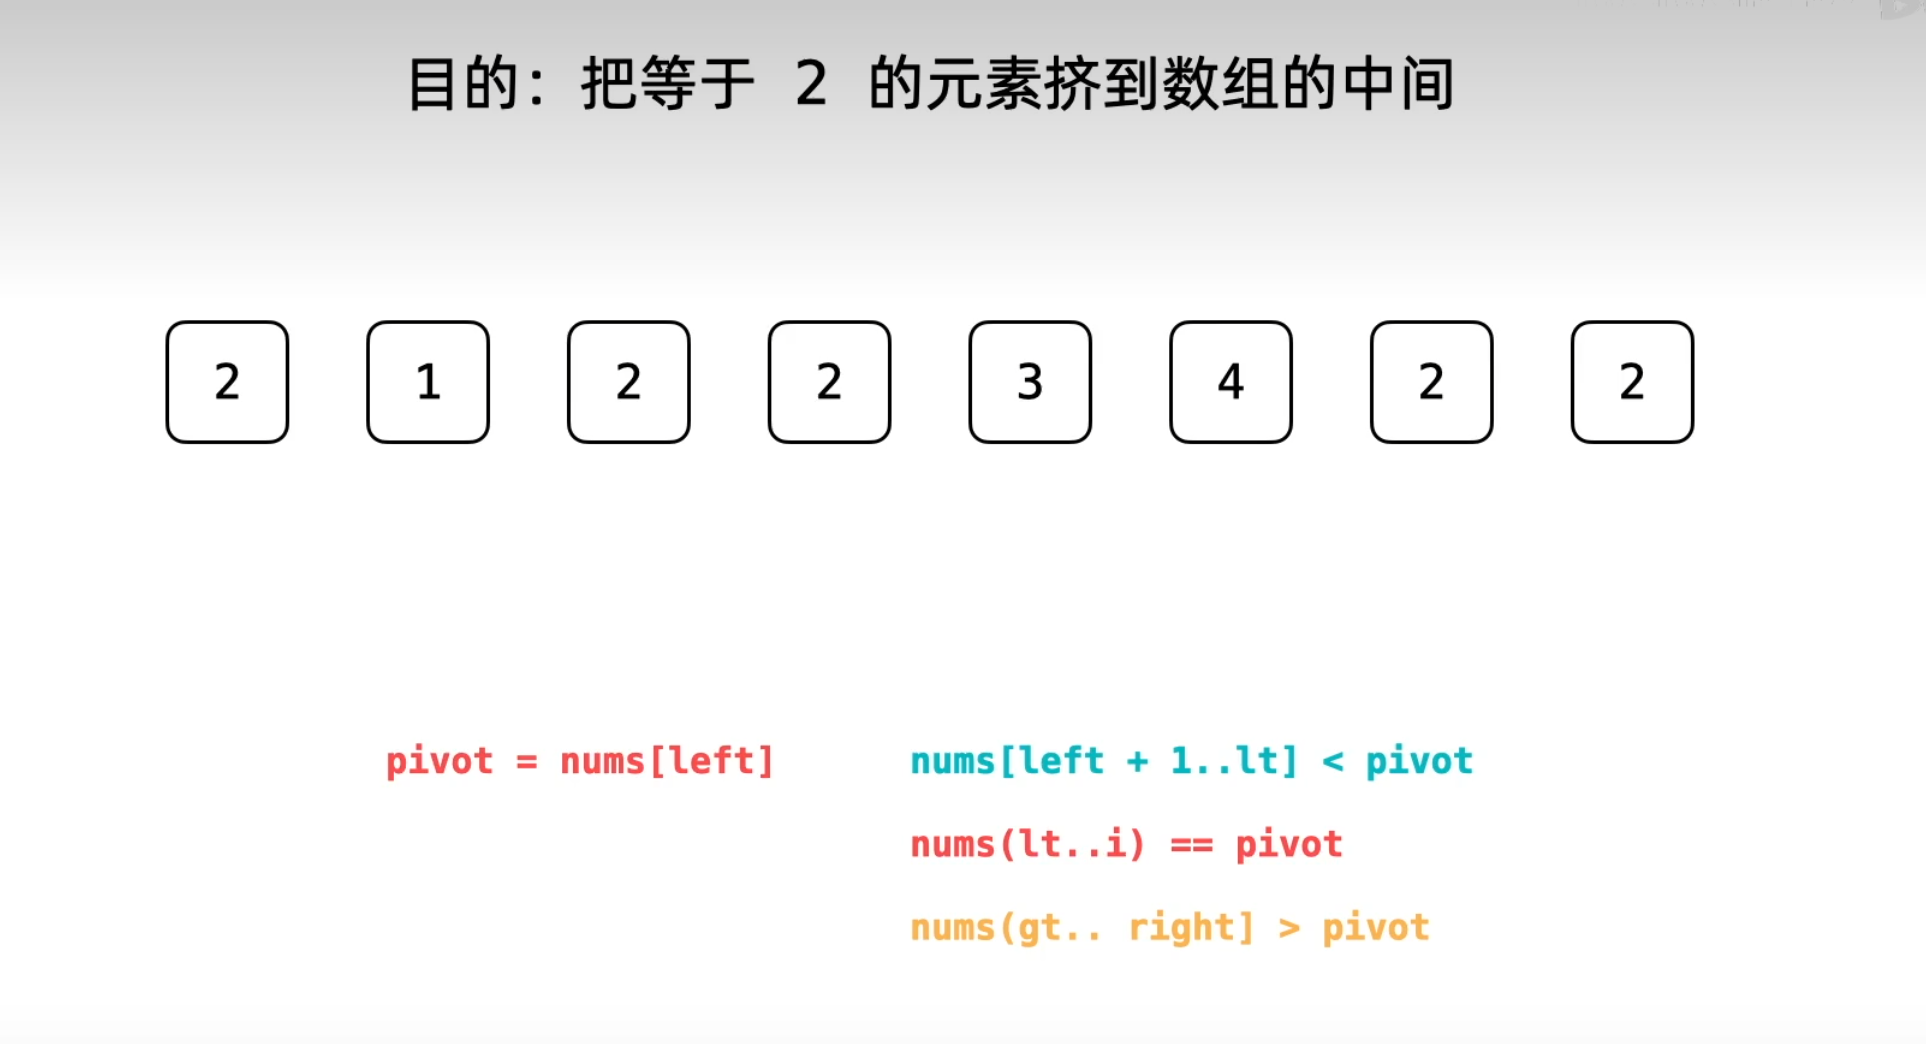 目的：把等于 2 的元素挤到数组的中间
2 1 2 2 3 4 2 2
pivot = nums[left] nums[left + 1..lt] < pivot
nums(lt..i) == pivot
nums(gt.. right] > pivot